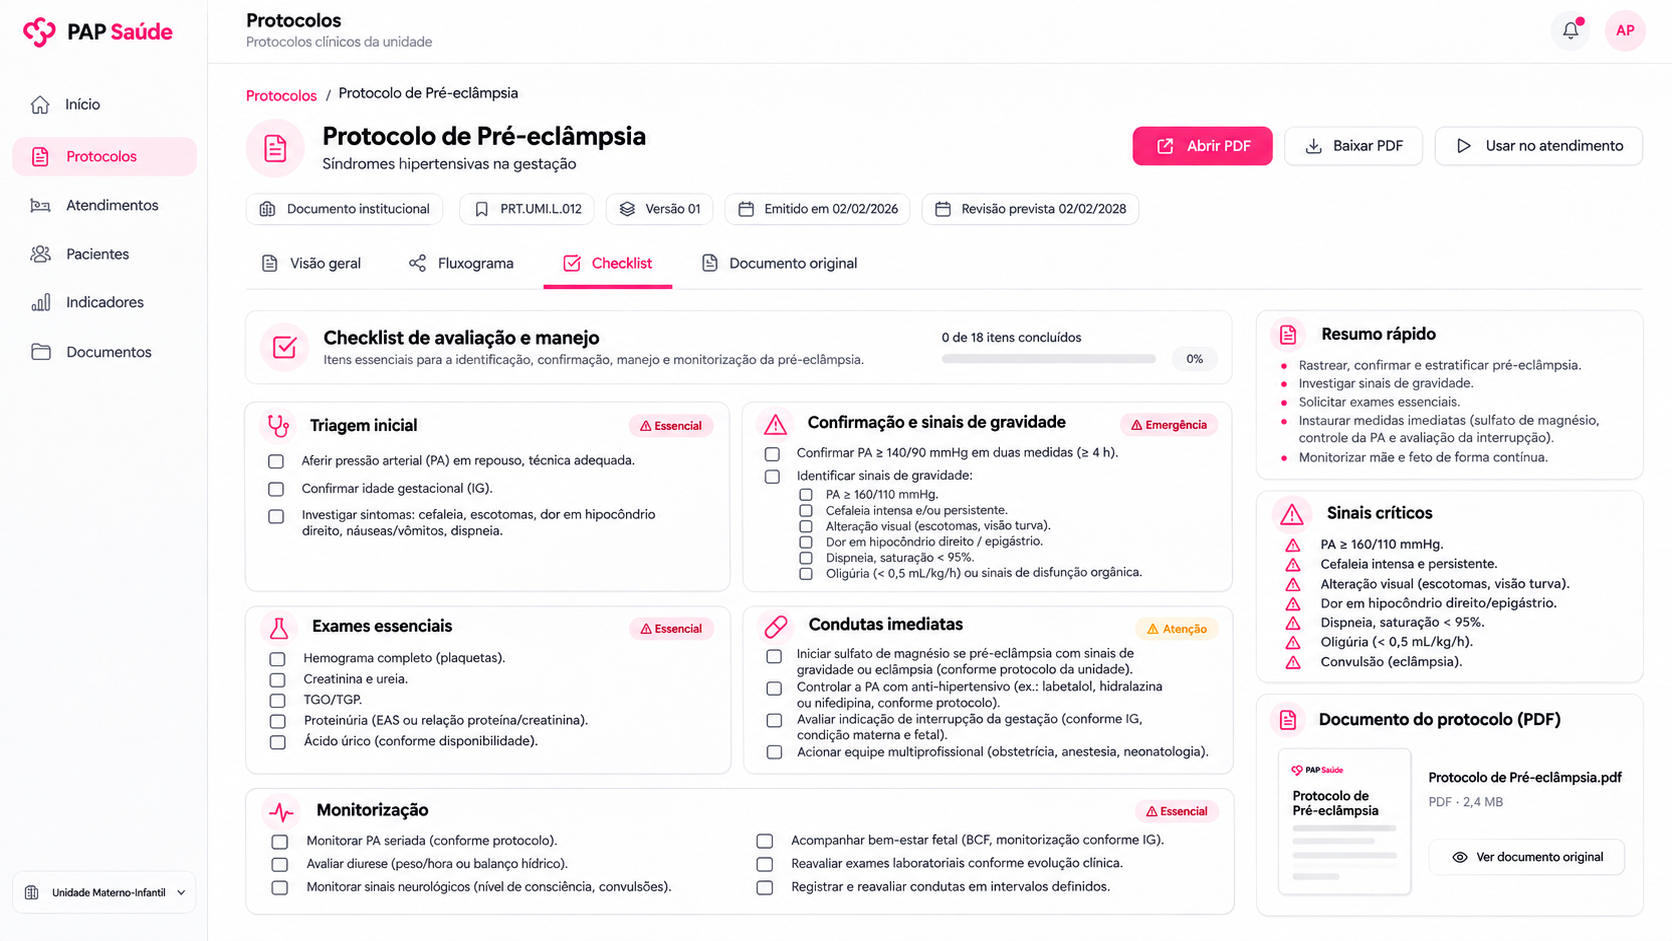 PAP Saúde
Início
Protocolos
Atendimentos
Pacientes
Indicadores
Documentos
Unidade Materno-Infantil
Protocolos
Protocolos clínicos da unidade
AP
Protocolos / Protocolo de Pré-eclâmpsia
Protocolo de Pré-eclâmpsia
Síndromes hipertensivas na gestação
Abrir PDF
Baixar PDF
Usar no atendimento
Documento institucional
PRT.UMI.L.012
Versão 01
Emitido em 02/02/2026
Revisão prevista 02/02/2028
Visão geral
Fluxograma
Checklist
Documento original
Checklist de avaliação e manejo
Itens essenciais para a identificação, confirmação, manejo e monitorização da pré-eclâmpsia.
0 de 18 itens concluídos
0%
Triagem inicial
Essencial
Aferir pressão arterial (PA) em repouso, técnica adequada.
Confirmar idade gestacional (IG).
Investigar sintomas: cefaleia, escotomas, dor em hipocôndrio
direito, náuseas/vômitos, dispneia.
Confirmação e sinais de gravidade
Emergência
Confirmar PA ≥ 140/90 mmHg em duas medidas (≥ 4 h).
Identificar sinais de gravidade:
PA ≥ 160/110 mmHg.
Cefaleia intensa e/ou persistente.
Alteração visual (escotomas, visão turva).
Dor em hipocôndrio direito / epigástrio.
Dispneia, saturação < 95%.
Oligúria (< 0,5 mL/kg/h) ou sinais de disfunção orgânica.
Exames essenciais
Essencial
Hemograma completo (plaquetas).
Creatinina e ureia.
TGO/TGP.
Proteinúria (EAS ou relação proteína/creatinina).
Ácido úrico (conforme disponibilidade).
Condutas imediatas
Atenção
Iniciar sulfato de magnésio se pré-eclâmpsia com sinais de
gravidade ou eclâmpsia (conforme protocolo da unidade).
Controlar a PA com anti-hipertensivo (ex.: labetalol, hidralazina
ou nifedipina, conforme protocolo).
Avaliar indicação de interrupção da gestação (conforme IG,
condição materna e fetal).
Acionar equipe multiprofissional (obstetrícia, anestesia, neonatologia).
Monitorização
Essencial
Monitorar PA seriada (conforme protocolo).
Avaliar diurese (peso/hora ou balanço hídrico).
Monitorar sinais neurológicos (nível de consciência, convulsões).
Acompanhar bem-estar fetal (BCF, monitorização conforme IG).
Reavaliar exames laboratoriais conforme evolução clínica.
Registrar e reavaliar condutas em intervalos definidos.
Resumo rápido
Rastrear, confirmar e estratificar pré-eclâmpsia.
Investigar sinais de gravidade.
Solicitar exames essenciais.
Instaurar medidas imediatas (sulfato de magnésio,
controle da PA e avaliação da interrupção).
Monitorizar mãe e feto de forma contínua.
Sinais críticos
PA ≥ 160/110 mmHg.
Cefaleia intensa e persistente.
Alteração visual (escotomas, visão turva).
Dor em hipocôndrio direito/epigástrio.
Dispneia, saturação < 95%.
Oligúria (< 0,5 mL/kg/h).
Convulsão (eclâmpsia).
Documento do protocolo (PDF)
PAP Saúde
Protocolo de
Pré-eclâmpsia
Protocolo de Pré-eclâmpsia.pdf
PDF · 2,4 MB
Ver documento original